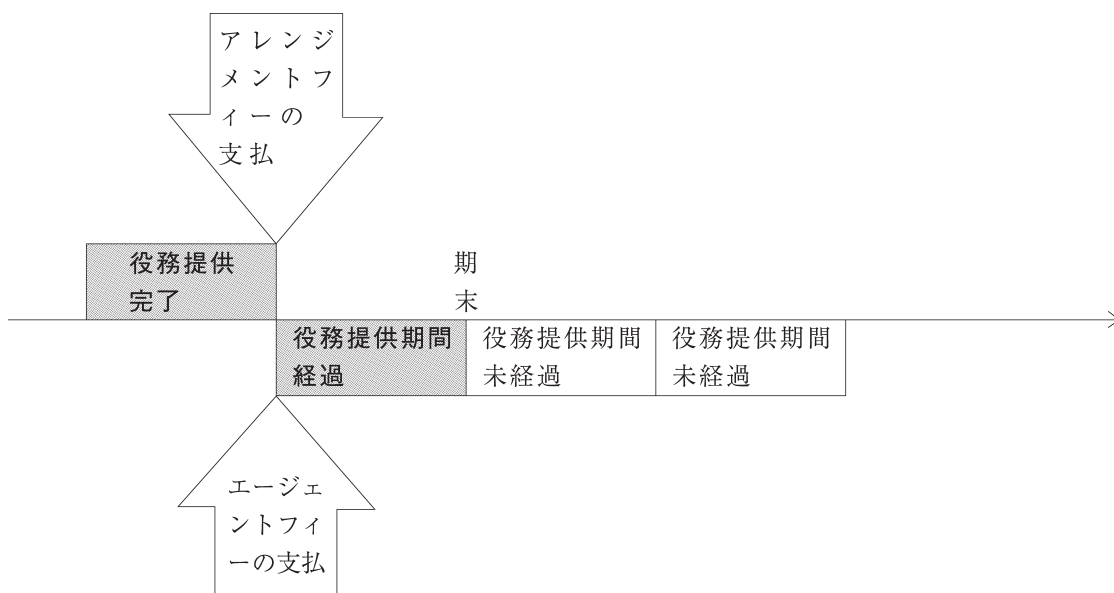 アレンジ
メントフ
ィーの
支払
役務提供
完了
期
末
役務提供期間
経過
役務提供期間
未経過
役務提供期間
未経過
エージェ
ントフィ
ーの支払